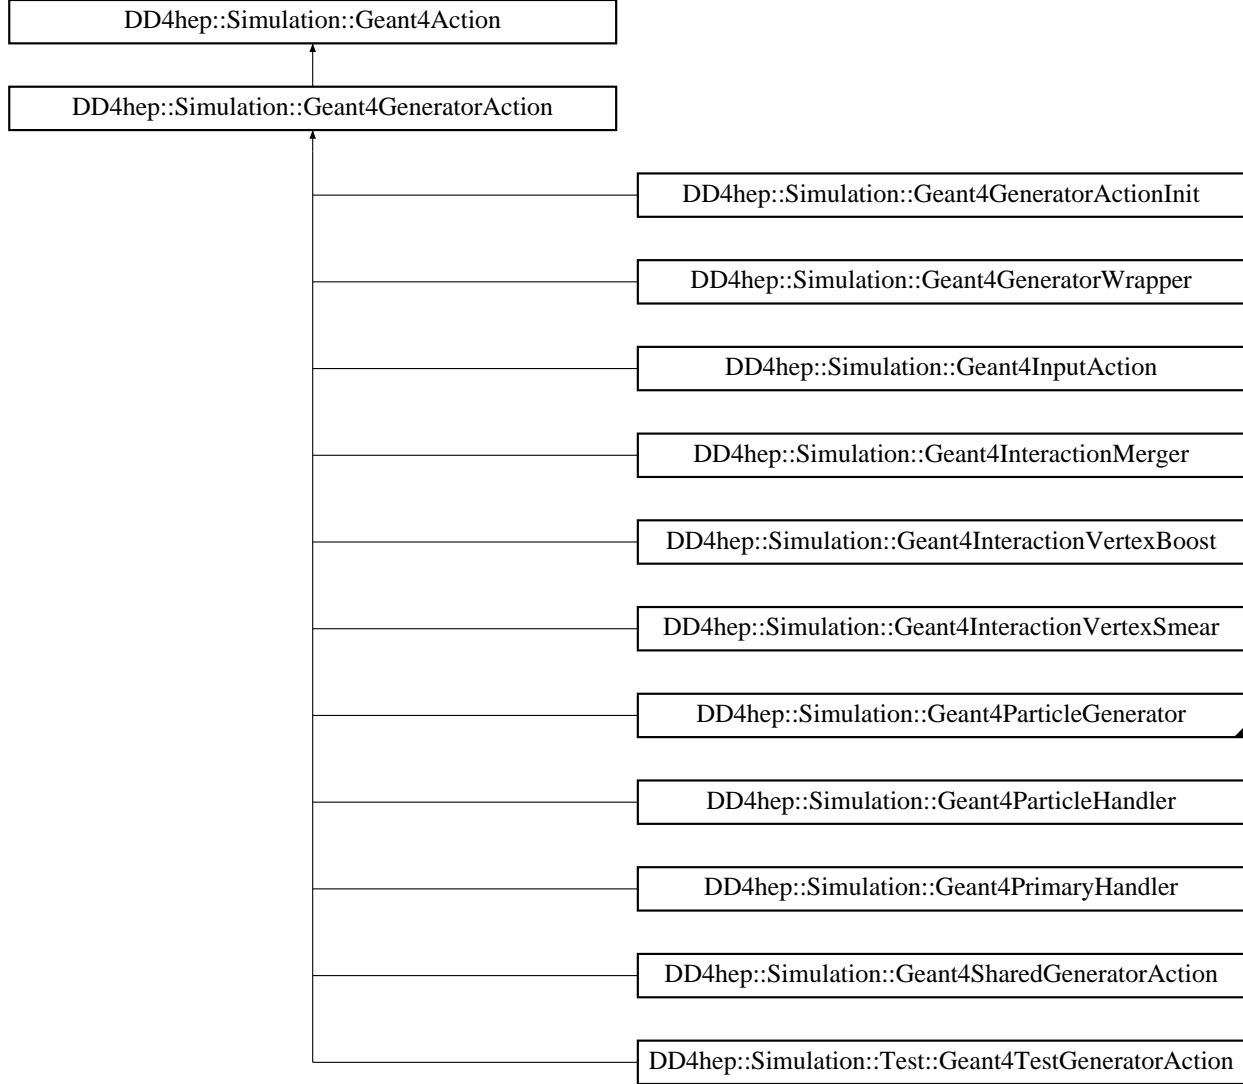 DD4hep::Simulation::Geant4Action
DD4hep::Simulation::Geant4GeneratorAction
DD4hep::Simulation::Geant4GeneratorActionInit
DD4hep::Simulation::Geant4GeneratorWrapper
DD4hep::Simulation::Geant4InputAction
DD4hep::Simulation::Geant4InteractionMerger
DD4hep::Simulation::Geant4InteractionVertexBoost
DD4hep::Simulation::Geant4InteractionVertexSmear
DD4hep::Simulation::Geant4ParticleGenerator
DD4hep::Simulation::Geant4ParticleHandler
DD4hep::Simulation::Geant4PrimaryHandler
DD4hep::Simulation::Geant4SharedGeneratorAction
DD4hep::Simulation::Test::Geant4TestGeneratorAction